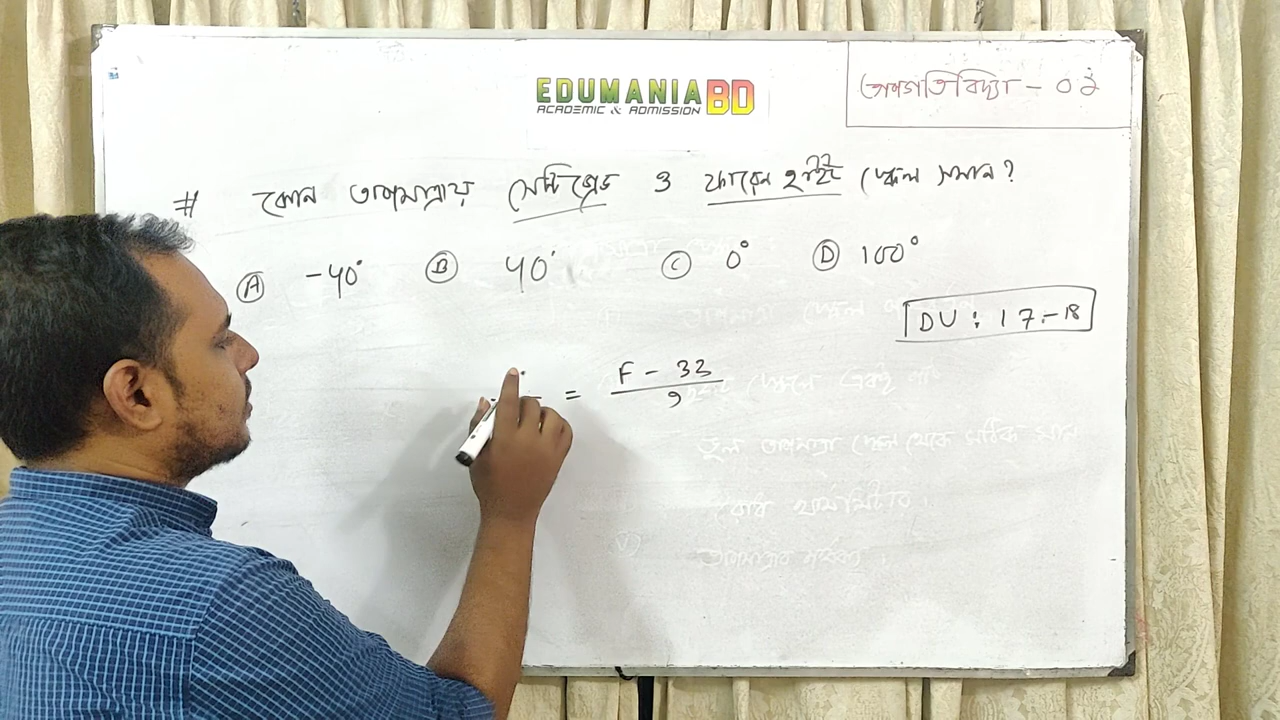 EDUMANIA BD
ACADEMIC & ADMISSION
তাপগতিবিদ্যা - ০২
# কোন তাপমাত্রায় সেন্টিগ্রেড ও ফারেনহাইট স্কেল সমান?
Ⓐ -40° Ⓑ 40° Ⓒ 0° Ⓓ 100°
DU : 17-18
= F - 32
9